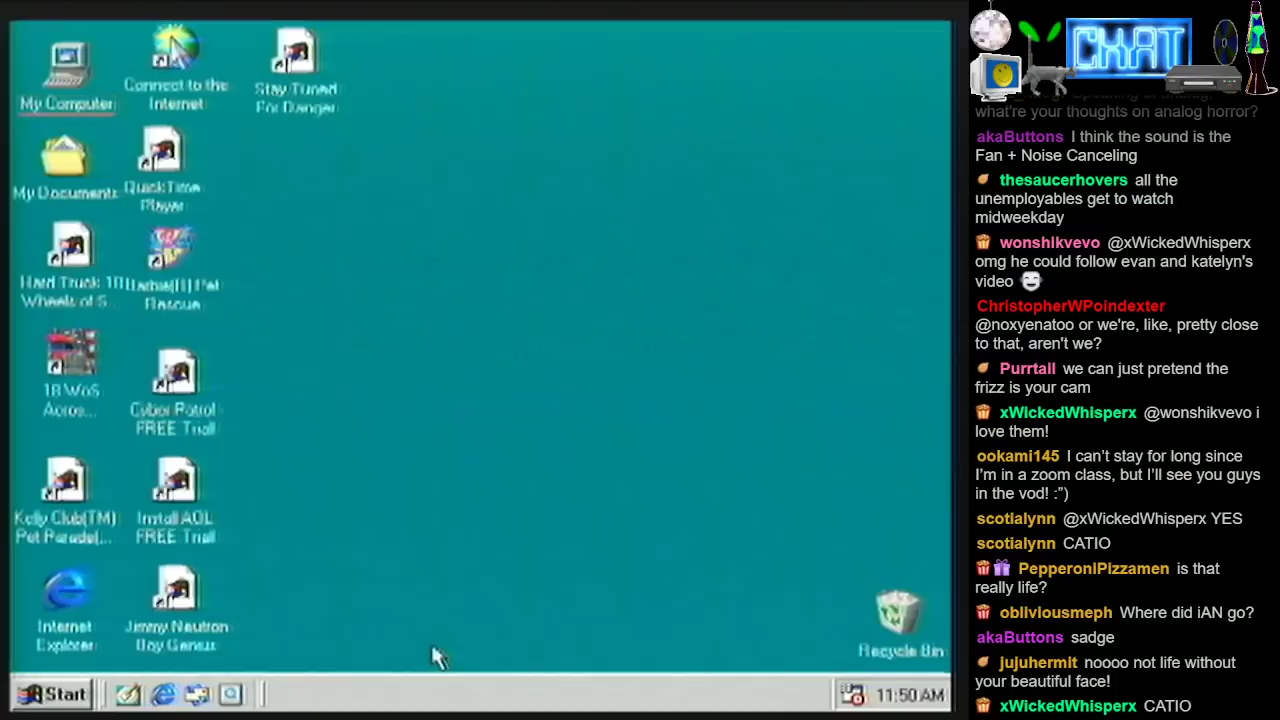 My Computer
Connect to the
Internet
Stay Tuned
For Danger
My Documents
QuickTime
Player
Hard Truck: 18
Wheels of S...
Barbie(R) Pet
Rescue
18 WoS
Across...
Cyber Patrol
FREE Trial
Kelly Club(TM)
Pet Parade(...
Install AOL
FREE Trial
Internet
Explorer
Jimmy Neutron
Boy Genius
Recycle Bin
Start
11:50 AM
CHAT
what're your thoughts on analog horror?
akaButtons I think the sound is the
Fan + Noise Canceling
thesaucerhovers all the
unemployables get to watch
midweekday
wonshikvevo @xWickedWhisperx
omg he could follow evan and katelyn's
video
ChristopherWPoindexter
@noxyenatoo or we're, like, pretty close
to that, aren't we?
Purrtail we can just pretend the
frizz is your cam
xWickedWhisperx @wonshikvevo i
love them!
ookami145 I can't stay for long since
I'm in a zoom class, but I'll see you guys
in the vod! :")
scotialynn @xWickedWhisperx YES
scotialynn CATIO
PepperonIPizzamen is that
really life?
obliviousmeph Where did iAN go?
akaButtons sadge
jujuhermit noooo not life without
your beautiful face!
xWickedWhisperx CATIO